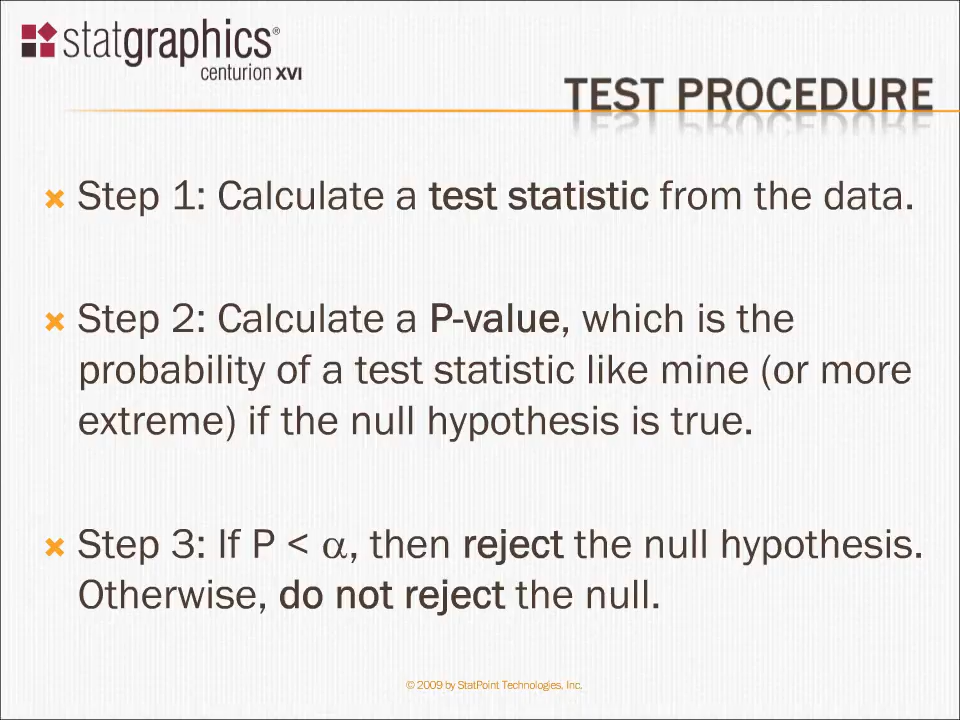 statgraphics®
centurion XVI
TEST PROCEDURE
Step 1: Calculate a test statistic from the data.
Step 2: Calculate a P-value, which is the
probability of a test statistic like mine (or more
extreme) if the null hypothesis is true.
Step 3: If P < α, then reject the null hypothesis.
Otherwise, do not reject the null.
© 2009 by StatPoint Technologies, Inc.